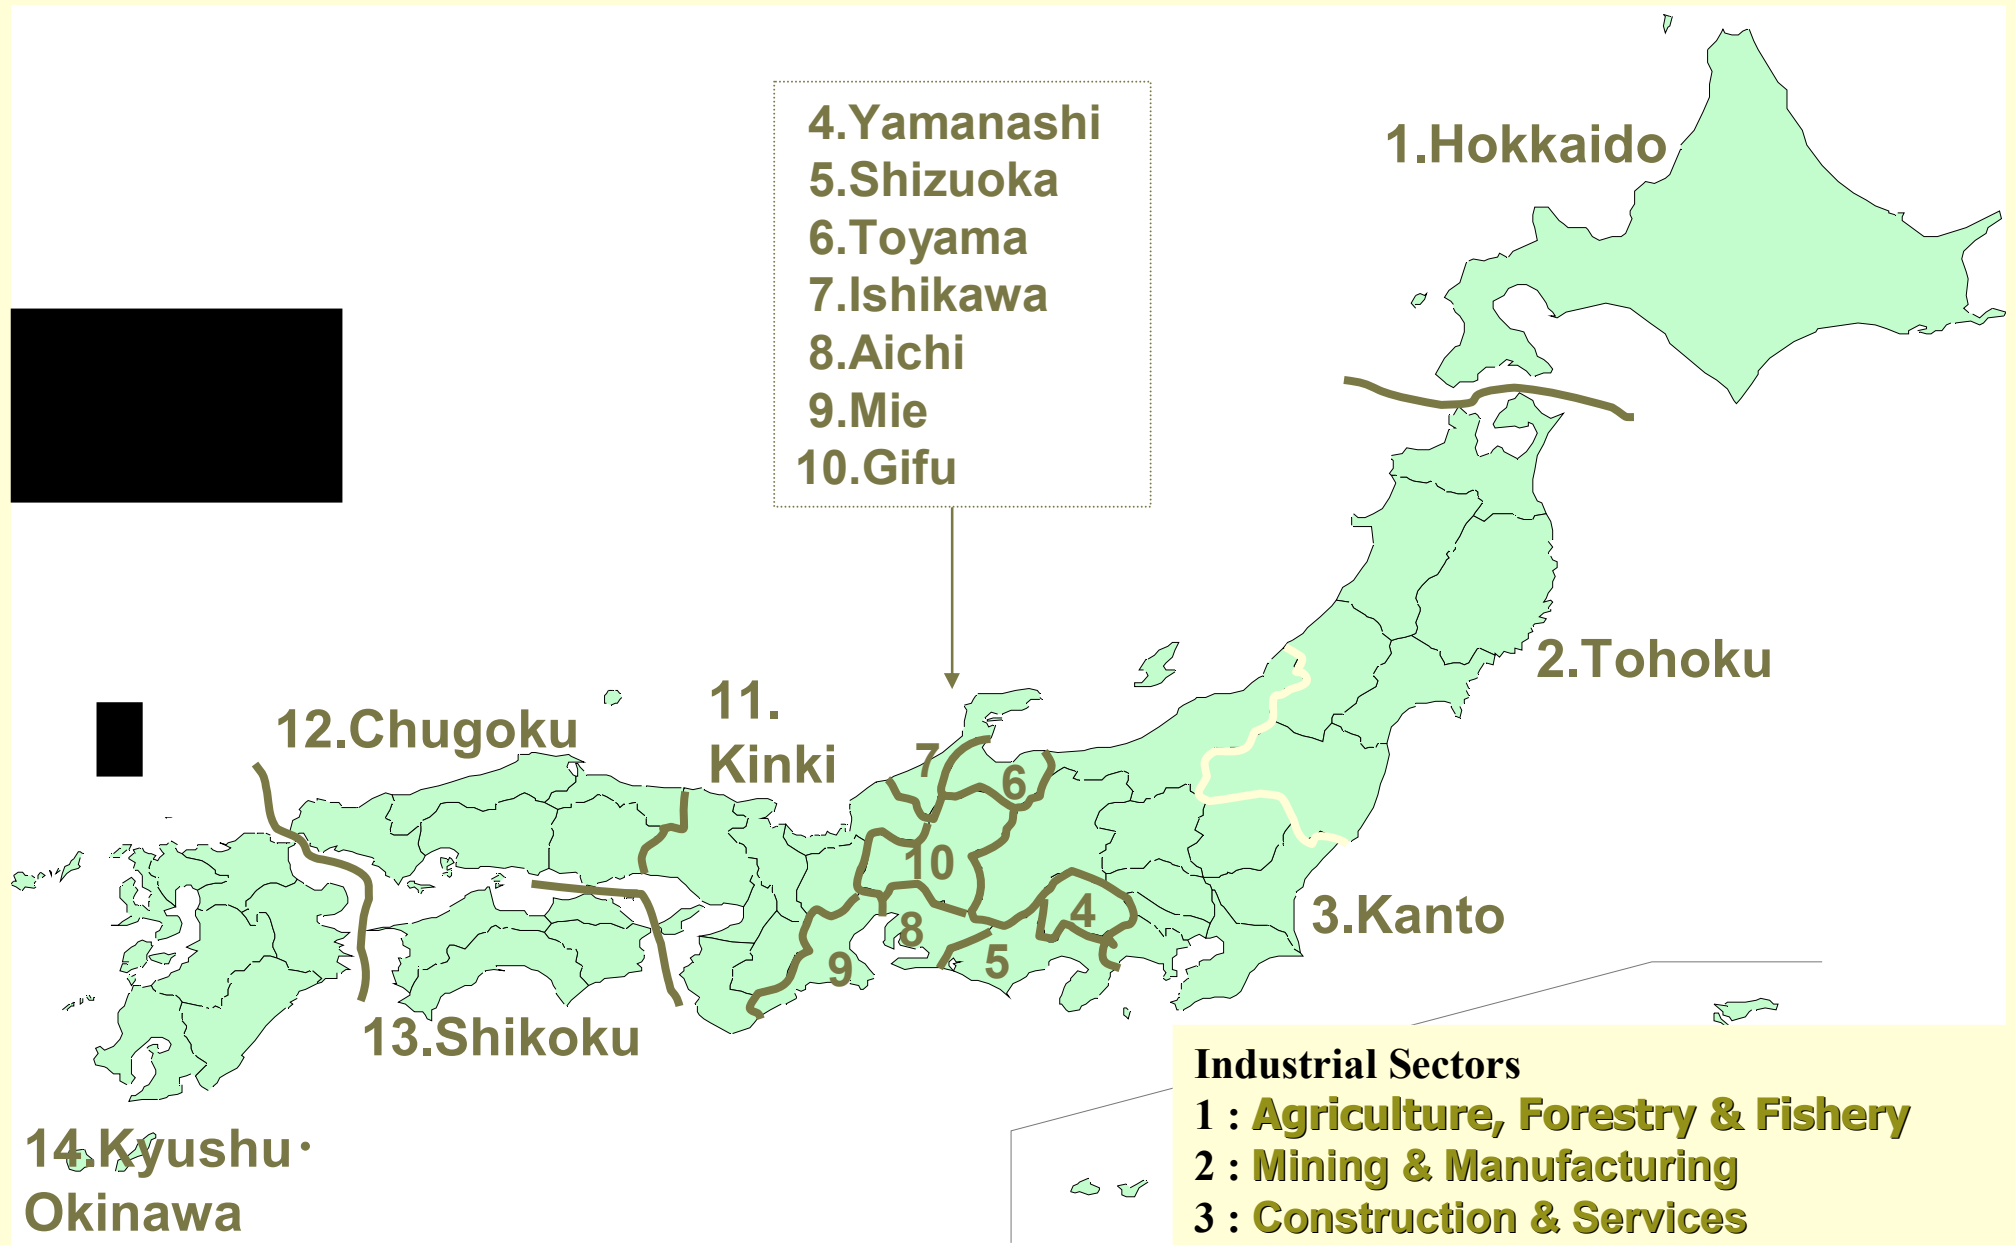 4.Yamanashi
5.Shizuoka
6.Toyama
7.Ishikawa
8.Aichi
9.Mie
10.Gifu
1.Hokkaido
2.Tohoku
11.
Kinki
12.Chugoku
7
6
10
4
3.Kanto
8
5
9
13.Shikoku
14.Kyushu･
Okinawa
Industrial Sectors
1 : Agriculture, Forestry & Fishery
2 : Mining & Manufacturing
3 : Construction & Services